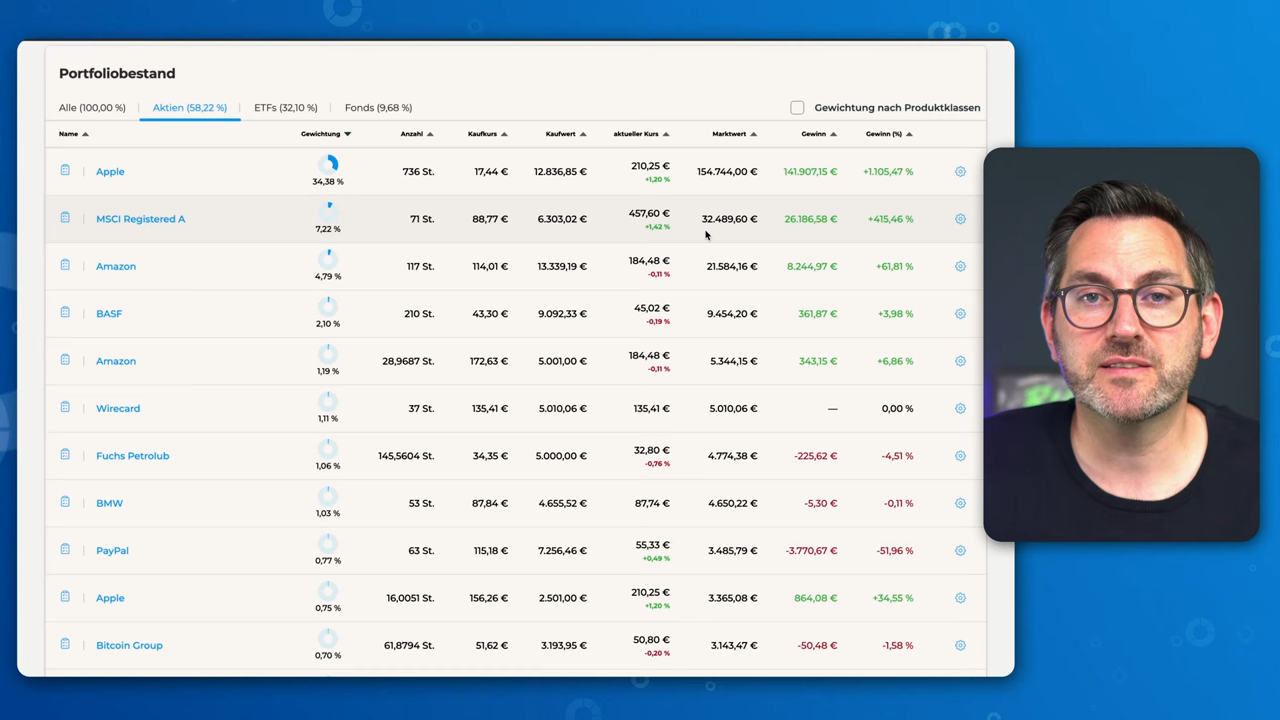 Portfoliobestand
Alle (100,00 %) Aktien (58,22 %) ETFs (32,10 %) Fonds (9,68 %) Gewichtung nach Produktklassen
Name Gewichtung Anzahl Kaufkurs Kaufwert aktueller Kurs Marktwert Gewinn Gewinn (%)
Apple 34,38 % 736 St. 17,44 € 12.836,85 € 210,25 € +1,20 % 154.744,00 € 141.907,15 € +1.105,47 %
MSCI Registered A 7,22 % 71 St. 88,77 € 6.303,02 € 457,60 € +1,42 % 32.489,60 € 26.186,58 € +415,46 %
Amazon 4,79 % 117 St. 114,01 € 13.339,19 € 184,48 € -0,11 % 21.584,16 € 8.244,97 € +61,81 %
BASF 2,10 % 210 St. 43,30 € 9.092,33 € 45,02 € -0,19 % 9.454,20 € 361,87 € +3,98 %
Amazon 1,19 % 28,9687 St. 172,63 € 5.001,00 € 184,48 € -0,11 % 5.344,15 € 343,15 € +6,86 %
Wirecard 1,11 % 37 St. 135,41 € 5.010,06 € 135,41 € 5.010,06 € — 0,00 %
Fuchs Petrolub 1,06 % 145,5604 St. 34,35 € 5.000,00 € 32,80 € -0,76 % 4.774,38 € -225,62 € -4,51 %
BMW 1,03 % 53 St. 87,84 € 4.655,52 € 87,74 € 4.650,22 € -5,30 € -0,11 %
PayPal 0,77 % 63 St. 115,18 € 7.256,46 € 55,33 € +0,49 % 3.485,79 € -3.770,67 € -51,96 %
Apple 0,75 % 16,0051 St. 156,26 € 2.501,00 € 210,25 € +1,20 % 3.365,08 € 864,08 € +34,55 %
Bitcoin Group 0,70 % 61,8794 St. 51,62 € 3.193,95 € 50,80 € -0,20 % 3.143,47 € -50,48 € -1,58 %